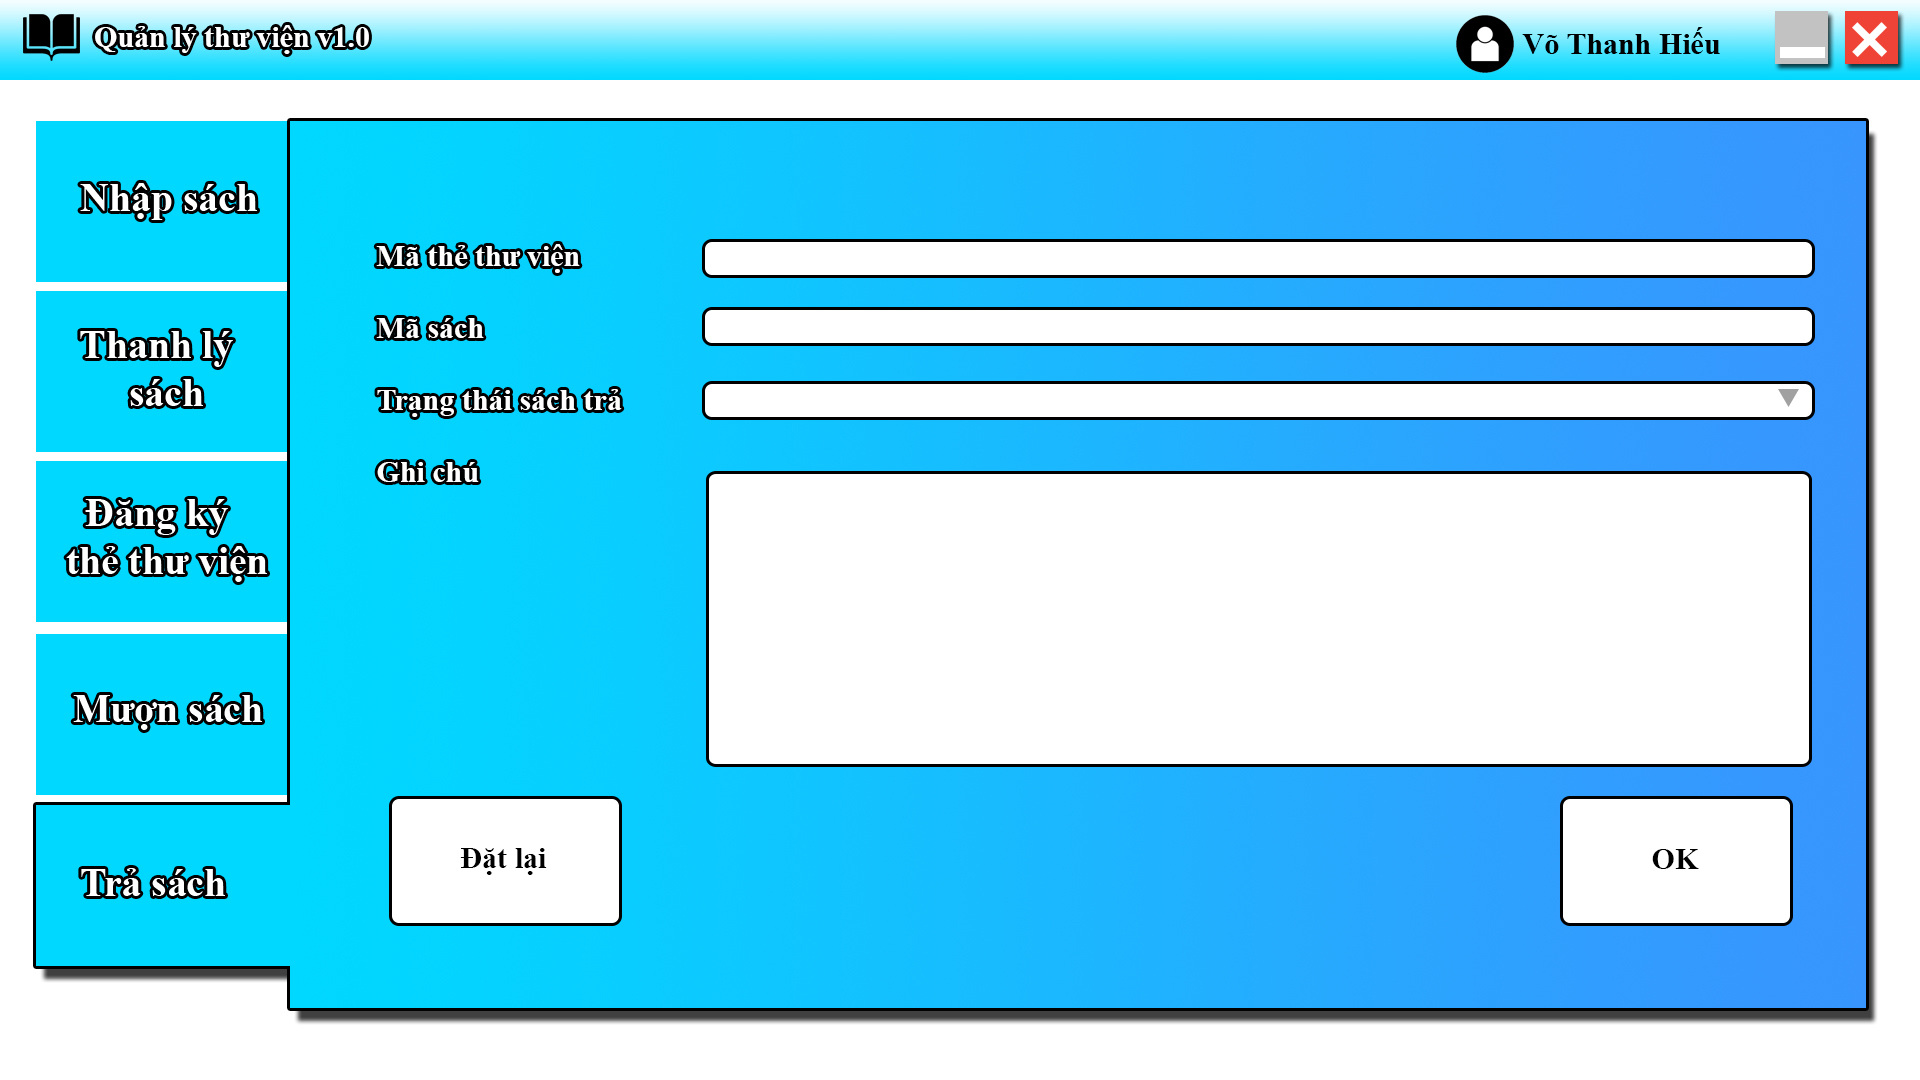 Quản lý thư viện v1.0
Võ Thanh Hiếu
Nhập sách
Thanh lý
sách
Đăng ký
thẻ thư viện
Mượn sách
Trả sách
Mã thẻ thư viện
Mã sách
Trạng thái sách trả
Ghi chú
Đặt lại
OK